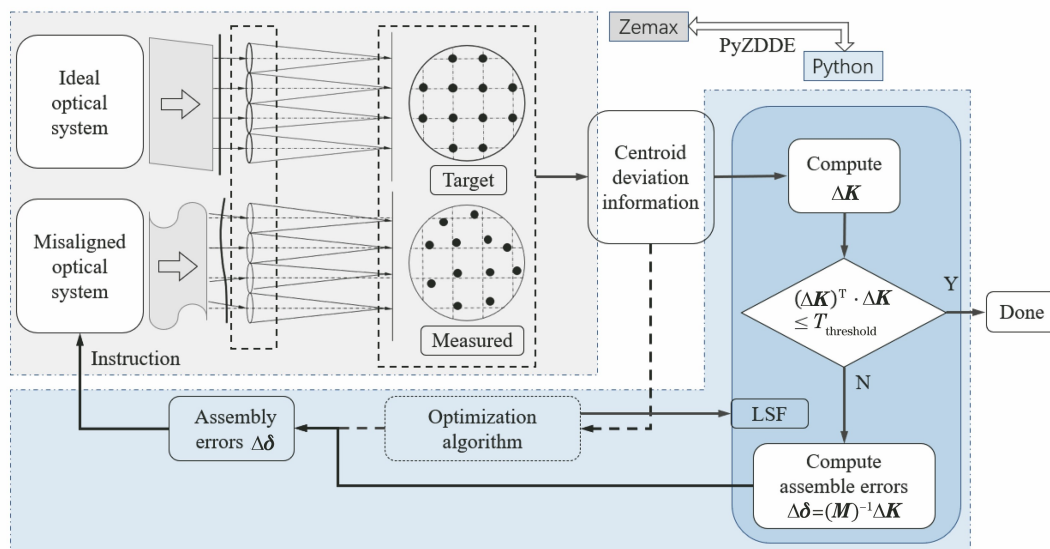 Zemax
PyZDDE
Python
Ideal
optical
system
Target
Centroid
deviation
information
Compute
ΔK
Misaligned
optical
system
Measured
(ΔK)ᵀ · ΔK
≤ T_threshold
Y
Done
N
Instruction
Assembly
errors Δδ
Optimization
algorithm
LSF
Compute
assemble errors
Δδ=(M)⁻¹ΔK